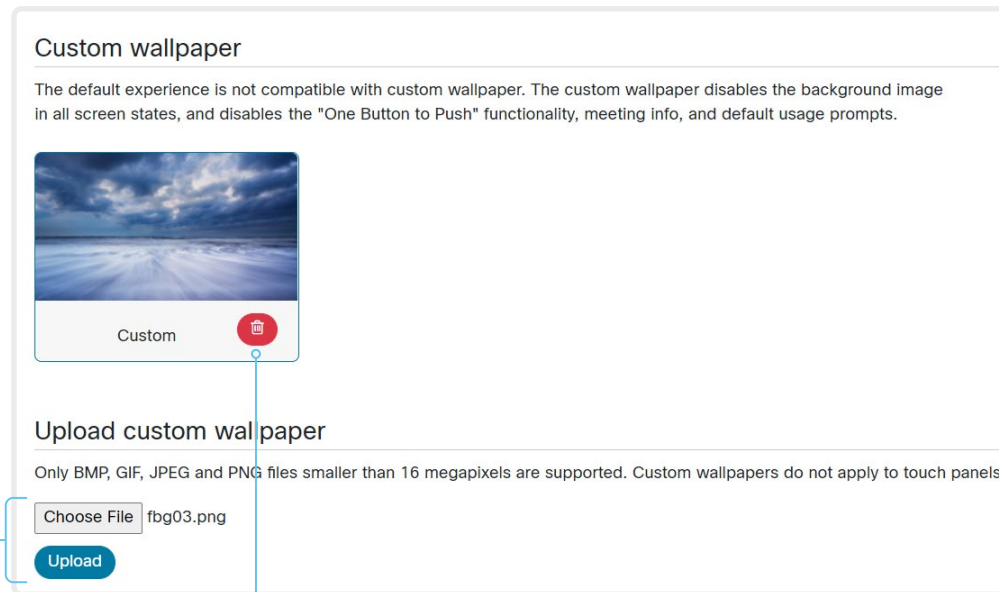 Custom wallpaper
The default experience is not compatible with custom wallpaper. The custom wallpaper disables the background image
in all screen states, and disables the "One Button to Push" functionality, meeting info, and default usage prompts.
Custom
Upload custom wallpaper
Only BMP, GIF, JPEG and PNG files smaller than 16 megapixels are supported. Custom wallpapers do not apply to touch panels
Choose File fbg03.png
Upload